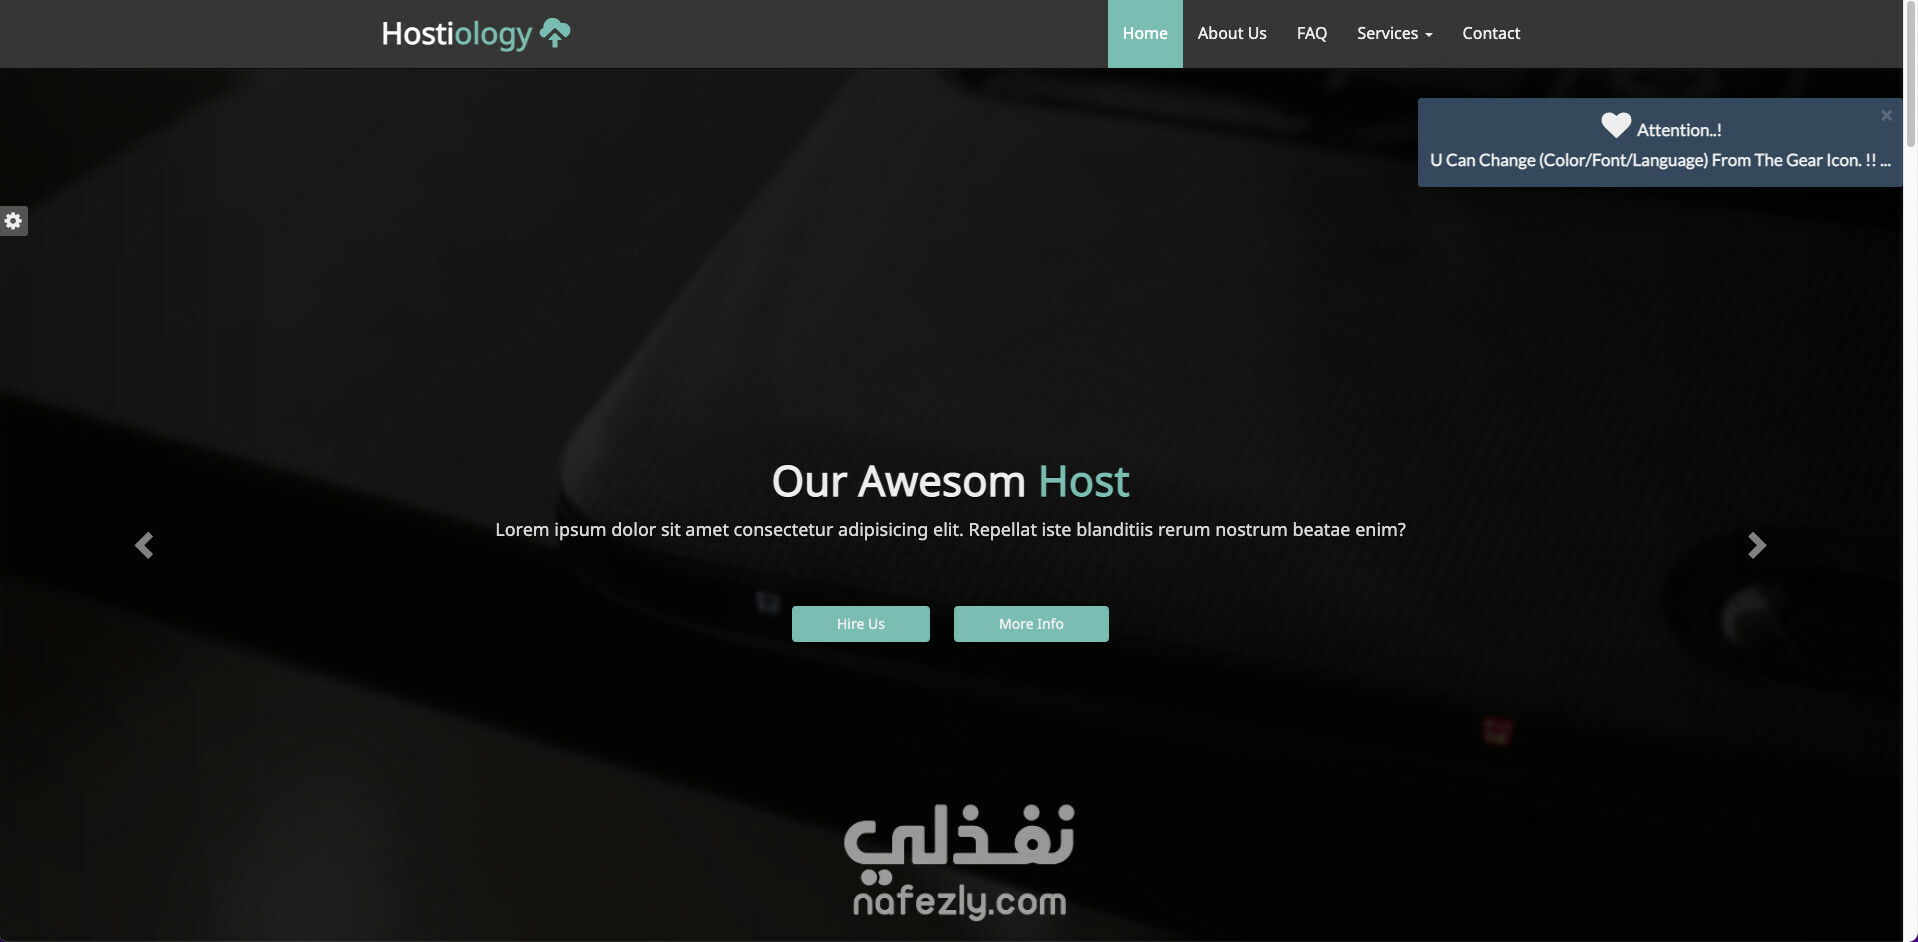 Hostiology
Home About Us FAQ Services Contact
Attention..!
U Can Change (Color/Font/Language) From The Gear Icon. !! ...
Our Awesom Host
Lorem ipsum dolor sit amet consectetur adipisicing elit. Repellat iste blanditiis rerum nostrum beatae enim?
Hire Us More Info
نفذلي
nafezly.com